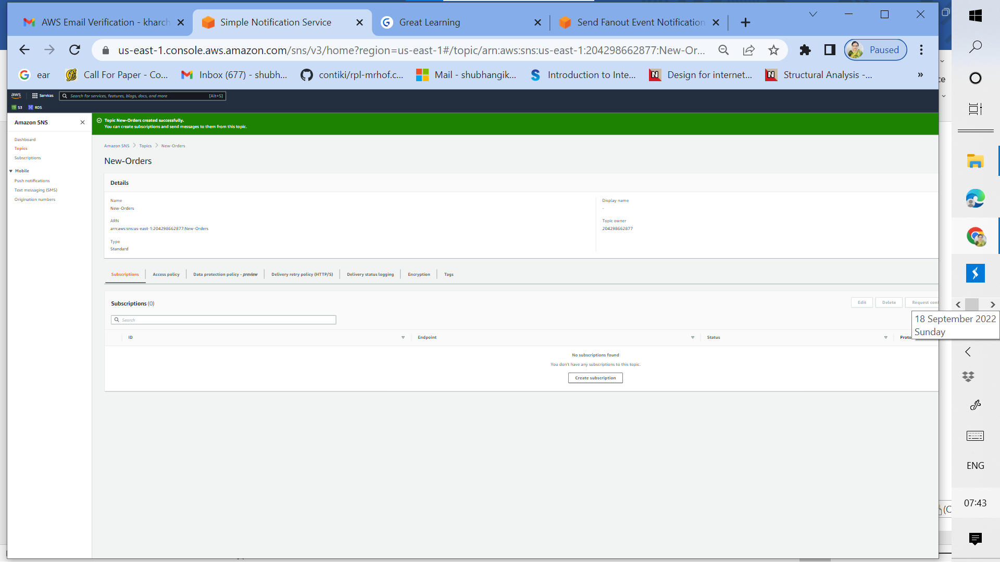 AWS Email Verification - kharch
Simple Notification Service
Great Learning
Send Fanout Event Notification
us-east-1.console.aws.amazon.com/sns/v3/home?region=us-east-1#/topic/arn:aws:sns:us-east-1:204298662877:New-Or...
Paused
ear
Call For Paper - Co...
Inbox (677) - shubh...
contiki/rpl-mrhof.c...
Mail - shubhangik...
Introduction to Inte...
Design for internet...
Structural Analysis -...
»
aws
Services
Search for services, features, blogs, docs, and more
[Alt+S]
S3
RDS
Amazon SNS
Dashboard
Topics
Subscriptions
Mobile
Push notifications
Text messaging (SMS)
Origination numbers
Topic New-Orders created successfully.
You can create subscriptions and send messages to them from this topic.
Amazon SNS
Topics
New-Orders
New-Orders
Details
Name
New-Orders
ARN
arn:aws:sns:us-east-1:204298662877:New-Orders
Type
Standard
Display name
-
Topic owner
204298662877
Subscriptions
Access policy
Data protection policy - preview
Delivery retry policy (HTTP/S)
Delivery status logging
Encryption
Tags
Subscriptions (0)
Edit
Delete
Request conf
Search
ID
Endpoint
Status
Proto
No subscriptions found
You don't have any subscriptions to this topic.
Create subscription
18 September 2022
Sunday
ENG
07:43